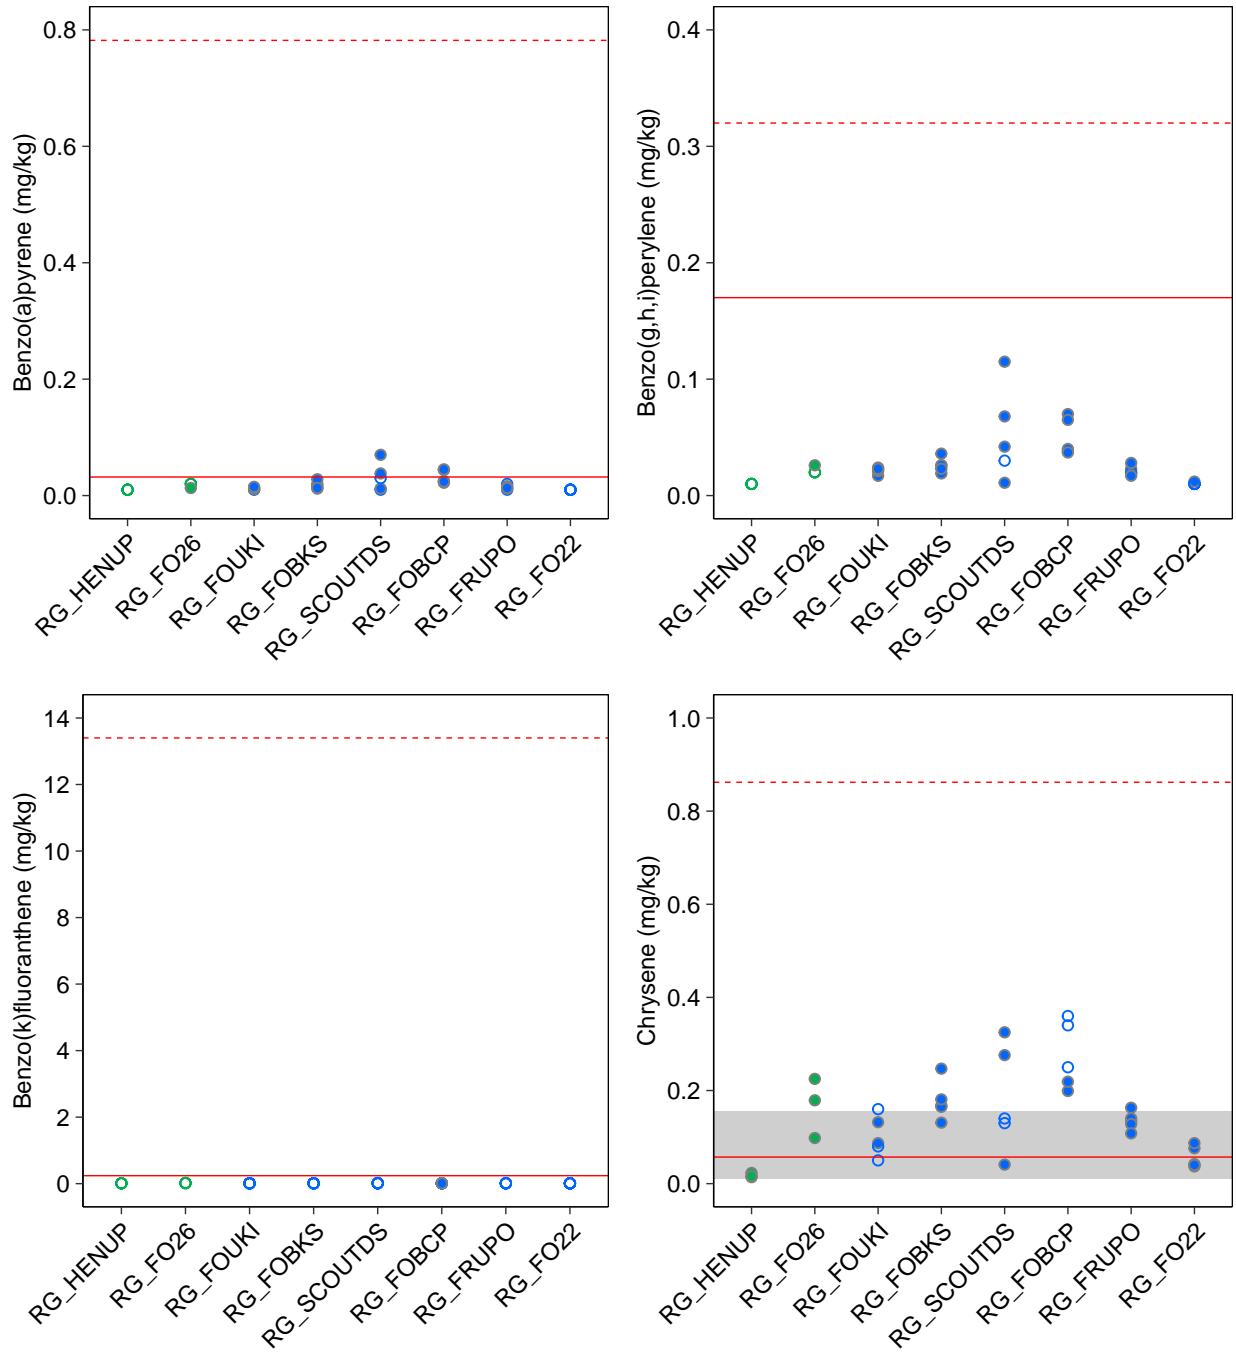 Benzo(a)pyrene (mg/kg)
0.8
0.6
0.4
0.2
0.0
RG_HENUP
RG_FO26
RG_FOUKI
RG_FOBKS
RG_SCOUTDS
RG_FOBCP
RG_FRUPO
RG_FO22
Benzo(g,h,i)perylene (mg/kg)
0.4
0.3
0.2
0.1
0.0
RG_HENUP
RG_FO26
RG_FOUKI
RG_FOBKS
RG_SCOUTDS
RG_FOBCP
RG_FRUPO
RG_FO22
Benzo(k)fluoranthene (mg/kg)
14
12
10
8
6
4
2
0
RG_HENUP
RG_FO26
RG_FOUKI
RG_FOBKS
RG_SCOUTDS
RG_FOBCP
RG_FRUPO
RG_FO22
Chrysene (mg/kg)
1.0
0.8
0.6
0.4
0.2
0.0
RG_HENUP
RG_FO26
RG_FOUKI
RG_FOBKS
RG_SCOUTDS
RG_FOBCP
RG_FRUPO
RG_FO22